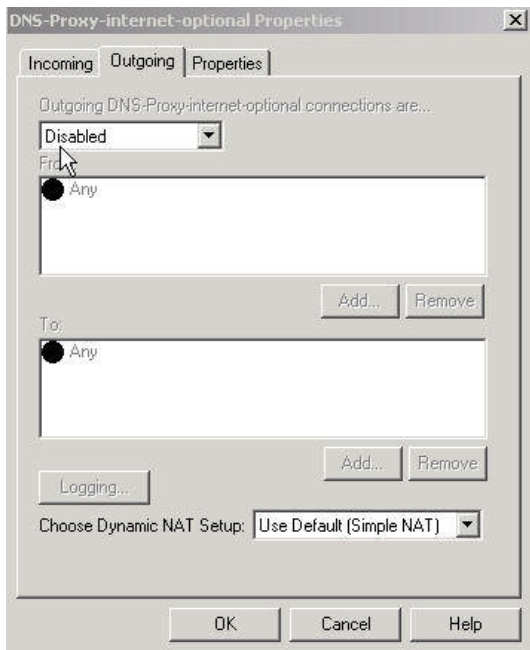 DNS-Proxy-internet-optional Properties
Incoming Outgoing Properties
Outgoing DNS-Proxy-internet-optional connections are...
Disabled
Any
Add... Remove
To:
Any
Add... Remove
Logging...
Choose Dynamic NAT Setup: Use Default (Simple NAT)
OK Cancel Help